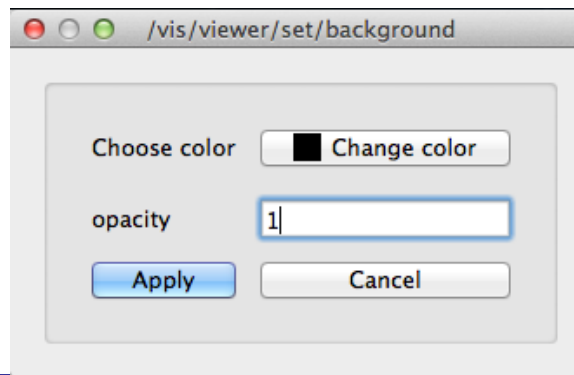 /vis/viewer/set/background
Choose color Change color
opacity 1
Apply Cancel